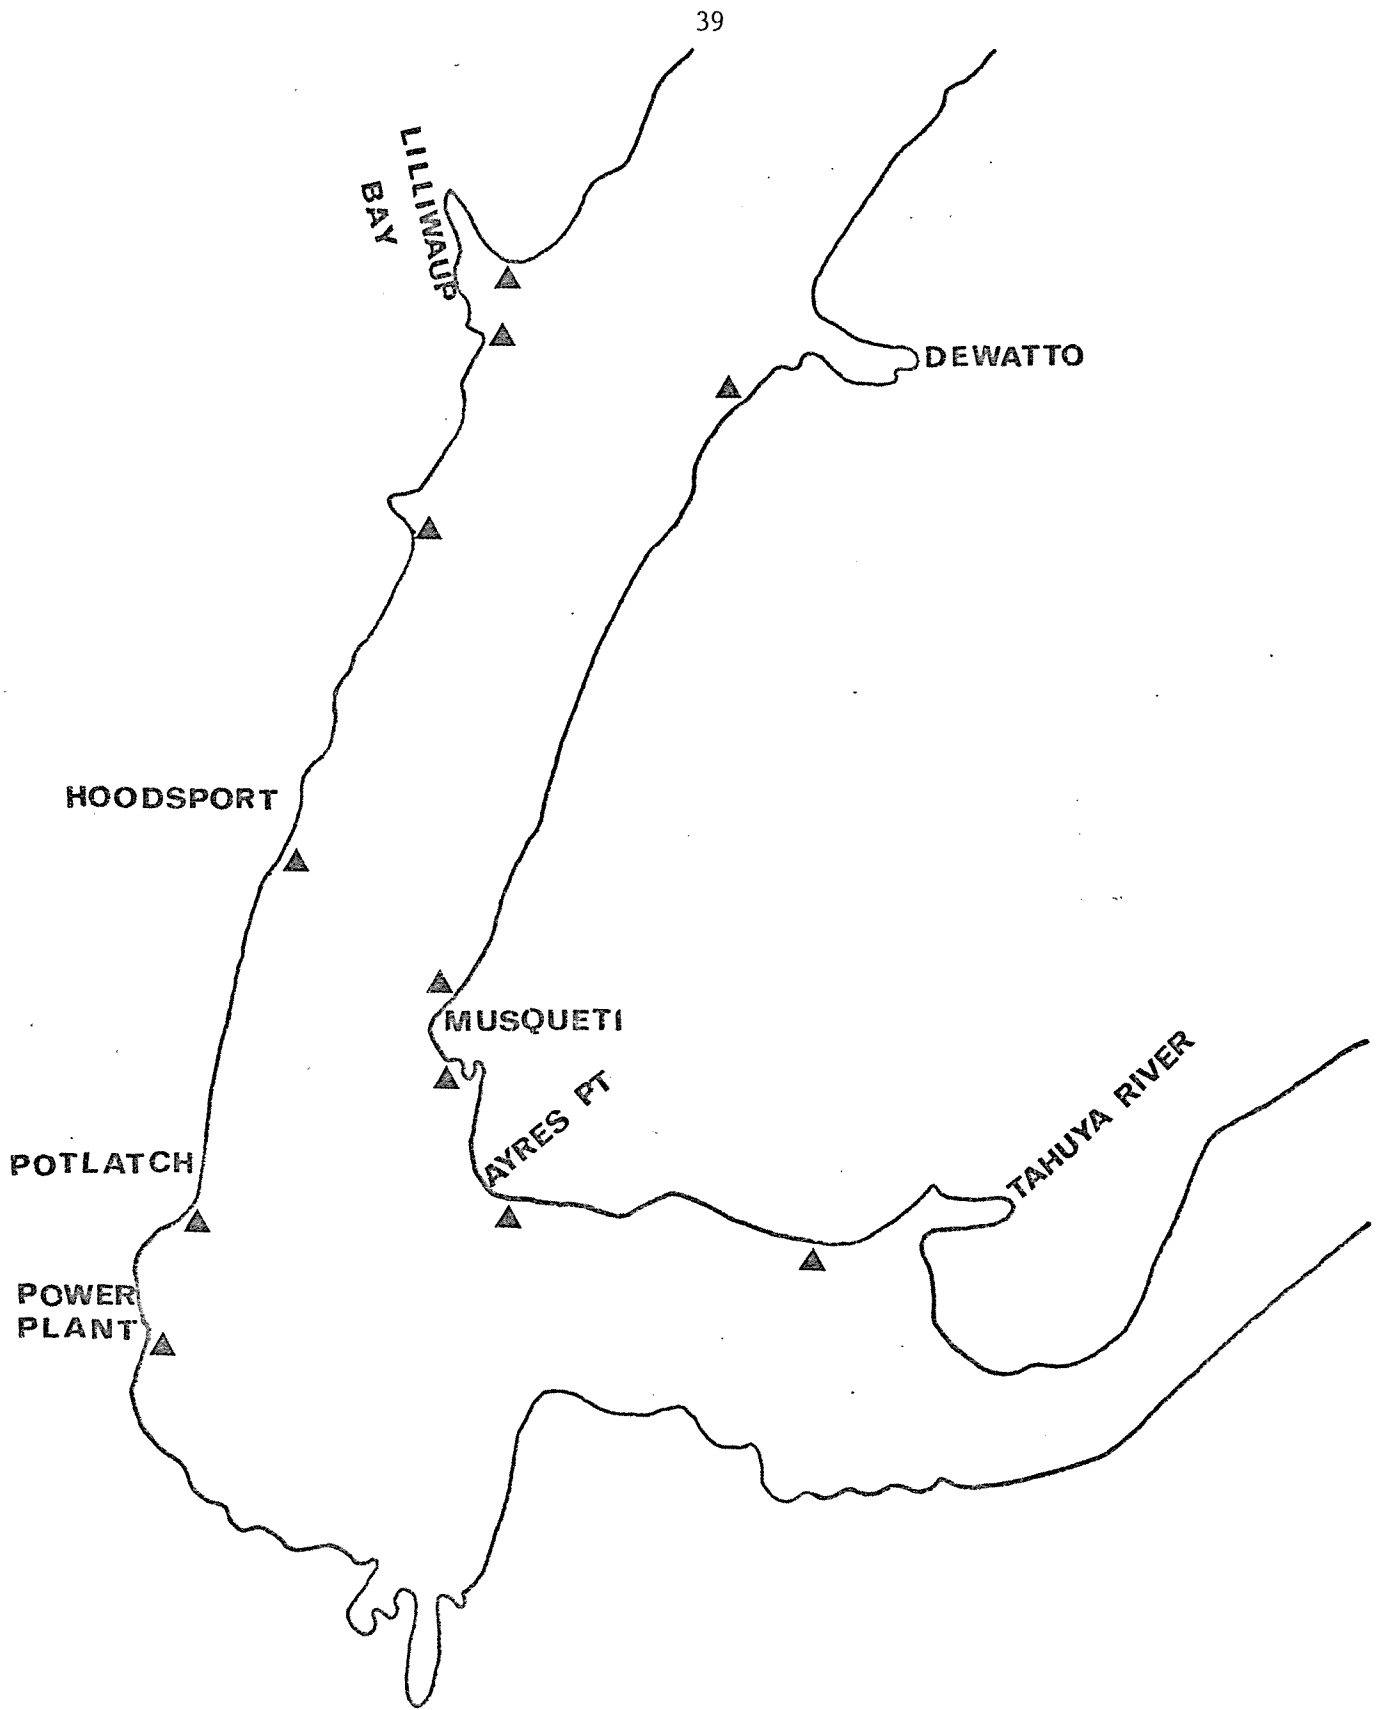 39
LILLIWAUP
BAY
DEWATTO
HOODSPORT
MUSQUETI
AYRES PT
TAHUYA RIVER
POTLATCH
POWER
PLANT